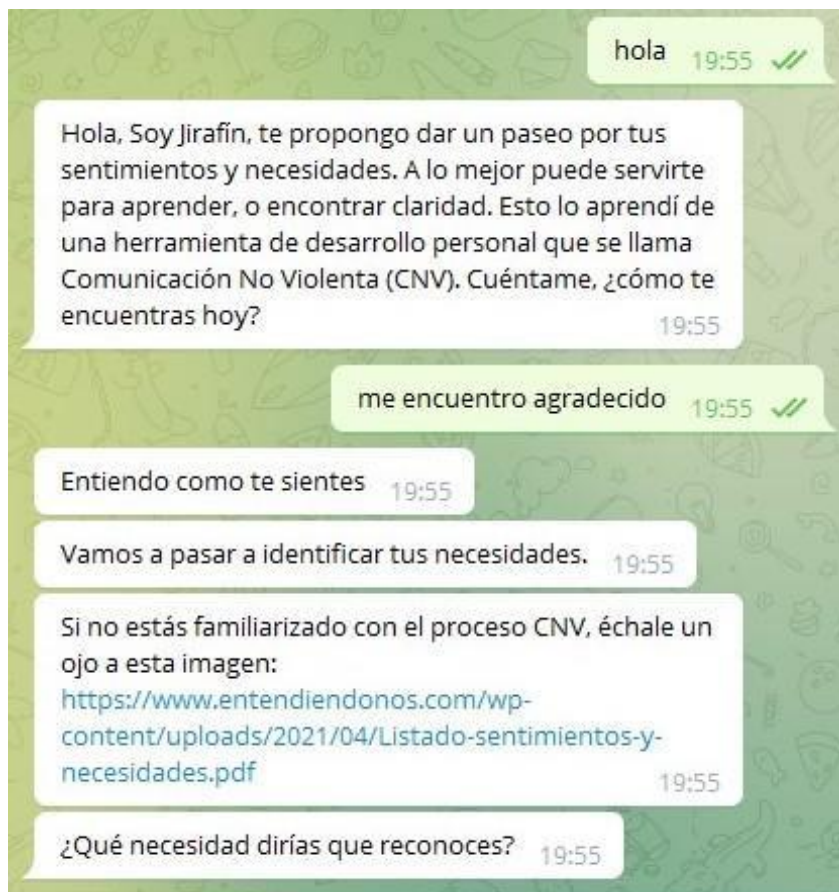 hola 19:55
Hola, Soy Jirafín, te propongo dar un paseo por tus
sentimientos y necesidades. A lo mejor puede servirte
para aprender, o encontrar claridad. Esto lo aprendí de
una herramienta de desarrollo personal que se llama
Comunicación No Violenta (CNV). Cuéntame, ¿cómo te
encuentras hoy? 19:55
me encuentro agradecido 19:55
Entiendo como te sientes 19:55
Vamos a pasar a identificar tus necesidades. 19:55
Si no estás familiarizado con el proceso CNV, échale un
ojo a esta imagen:
https://www.entendiendonos.com/wp-
content/uploads/2021/04/Listado-sentimientos-y-
necesidades.pdf 19:55
¿Qué necesidad dirías que reconoces? 19:55